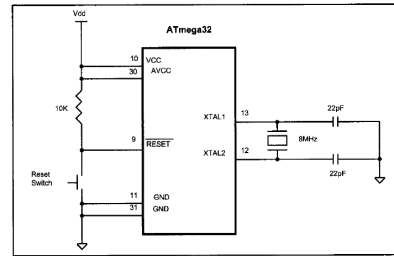 Vdd
ATmega32
10 VCC
30 AVCC
10K
XTAL1 13
22pF
9 RESET
8MHz
XTAL2 12
Reset
Switch
22pF
11 GND
31 GND